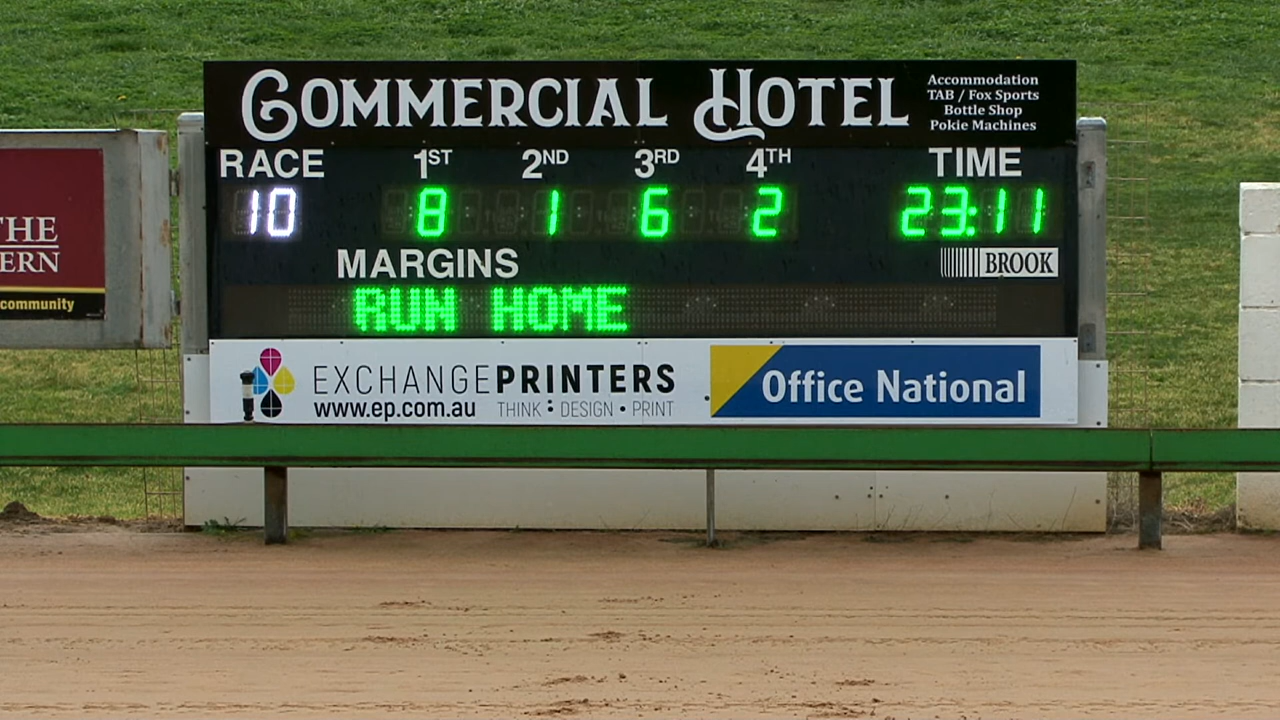 COMMERCIAL HOTEL
Accommodation
TAB / Fox Sports
Bottle Shop
Pokie Machines
RACE 1ST 2ND 3RD 4TH TIME
10 8 1 6 2 23:11
MARGINS
BROOK
RUN HOME
THE
ERN
community
EXCHANGEPRINTERS
www.ep.com.au THINK : DESIGN • PRINT
Office National